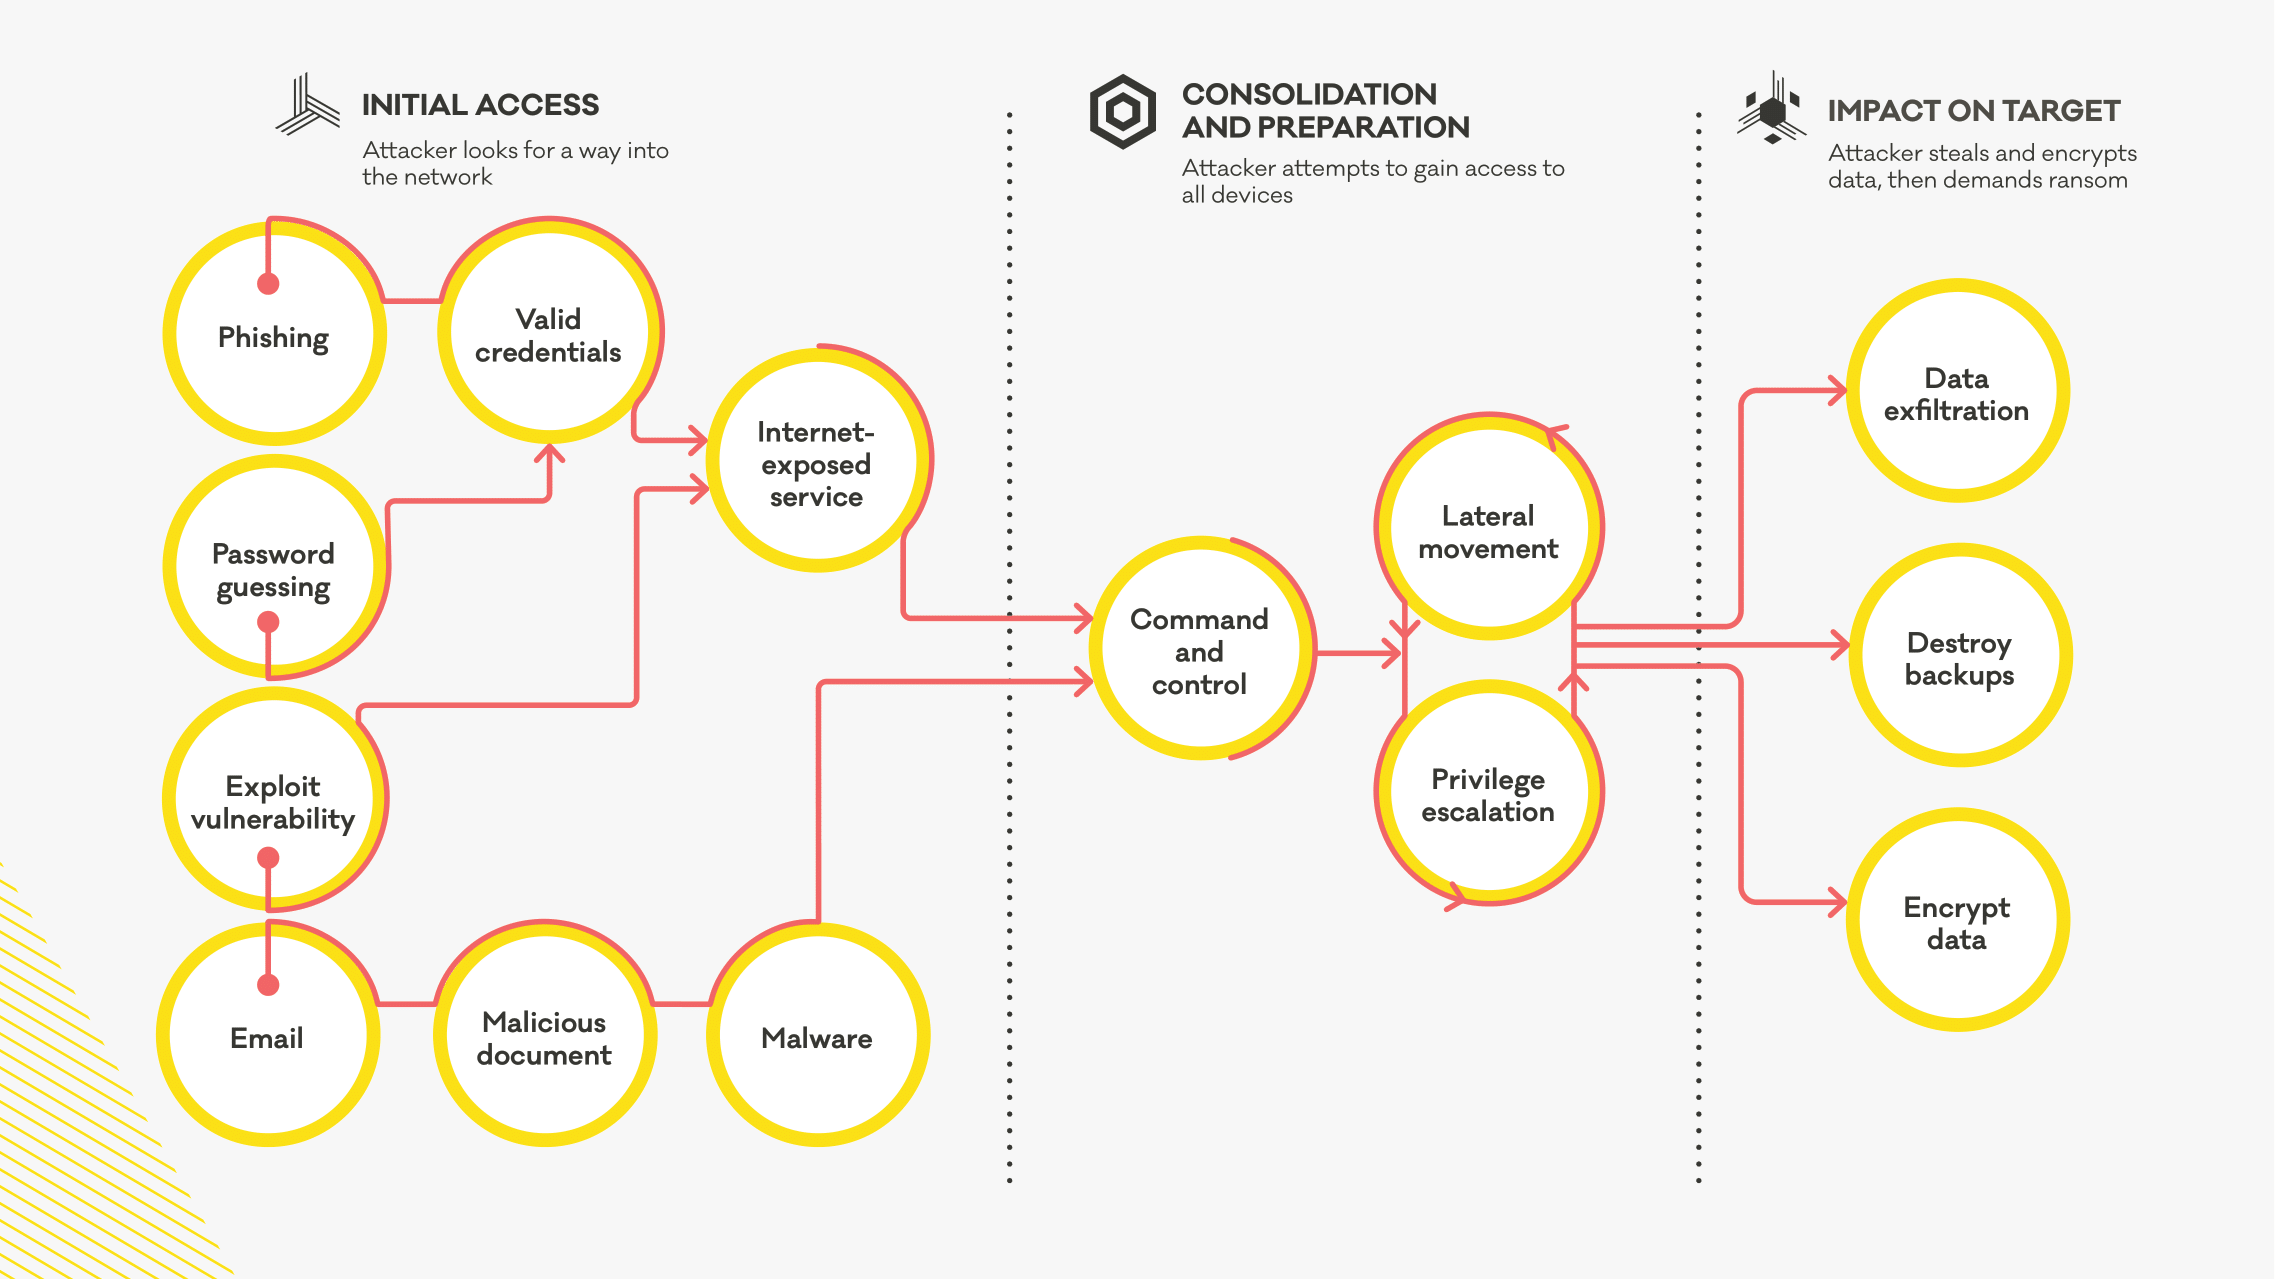 INITIAL ACCESS
Attacker looks for a way into
the network
Phishing
Valid
credentials
Internet-
exposed
service
Password
guessing
Exploit
vulnerability
Email
Malicious
document
Malware
CONSOLIDATION
AND PREPARATION
Attacker attempts to gain access to
all devices
Command
and
control
Lateral
movement
Privilege
escalation
IMPACT ON TARGET
Attacker steals and encrypts
data, then demands ransom
Data
exfiltration
Destroy
backups
Encrypt
data